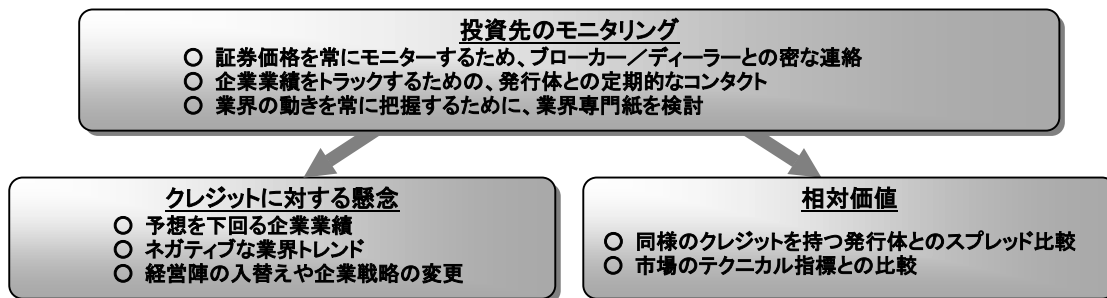 投資先のモニタリング
○ 証券価格を常にモニターするため、ブローカー／ディーラーとの密な連絡
○ 企業業績をトラックするための、発行体との定期的なコンタクト
○ 業界の動きを常に把握するために、業界専門紙を検討
クレジットに対する懸念
○ 予想を下回る企業業績
○ ネガティブな業界トレンド
○ 経営陣の入替えや企業戦略の変更
相対価値
○ 同様のクレジットを持つ発行体とのスプレッド比較
○ 市場のテクニカル指標との比較